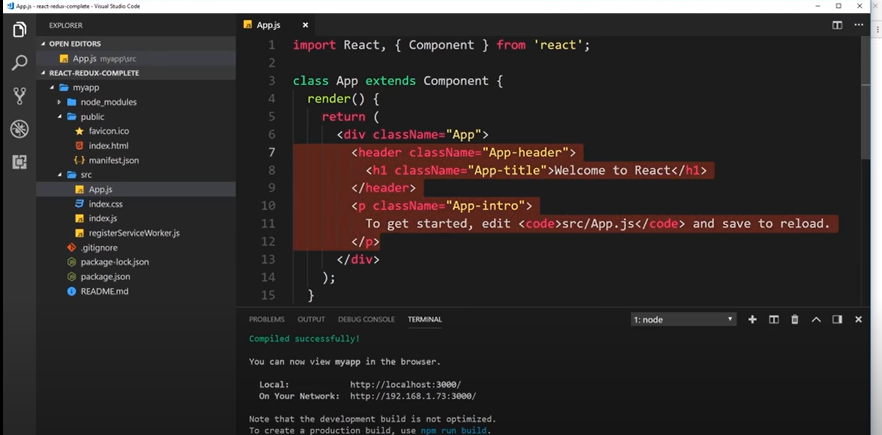 App.js - react-redux-complete - Visual Studio Code
EXPLORER
OPEN EDITORS
App.js myapp\src
REACT-REDUX-COMPLETE
myapp
node_modules
public
favicon.ico
index.html
manifest.json
src
App.js
index.css
index.js
registerServiceWorker.js
.gitignore
package-lock.json
package.json
README.md
App.js
1 import React, { Component } from 'react';
2
3 class App extends Component {
4 render() {
5 return (
6 <div className="App">
7 <header className="App-header">
8 <h1 className="App-title">Welcome to React</h1>
9 </header>
10 <p className="App-intro">
11 To get started, edit <code>src/App.js</code> and save to reload.
12 </p>
13 </div>
14 );
15 }
PROBLEMS OUTPUT DEBUG CONSOLE TERMINAL 1: node
Compiled successfully!
You can now view myapp in the browser.
Local: http://localhost:3000/
On Your Network: http://192.168.1.73:3000/
Note that the development build is not optimized.
To create a production build, use npm run build.